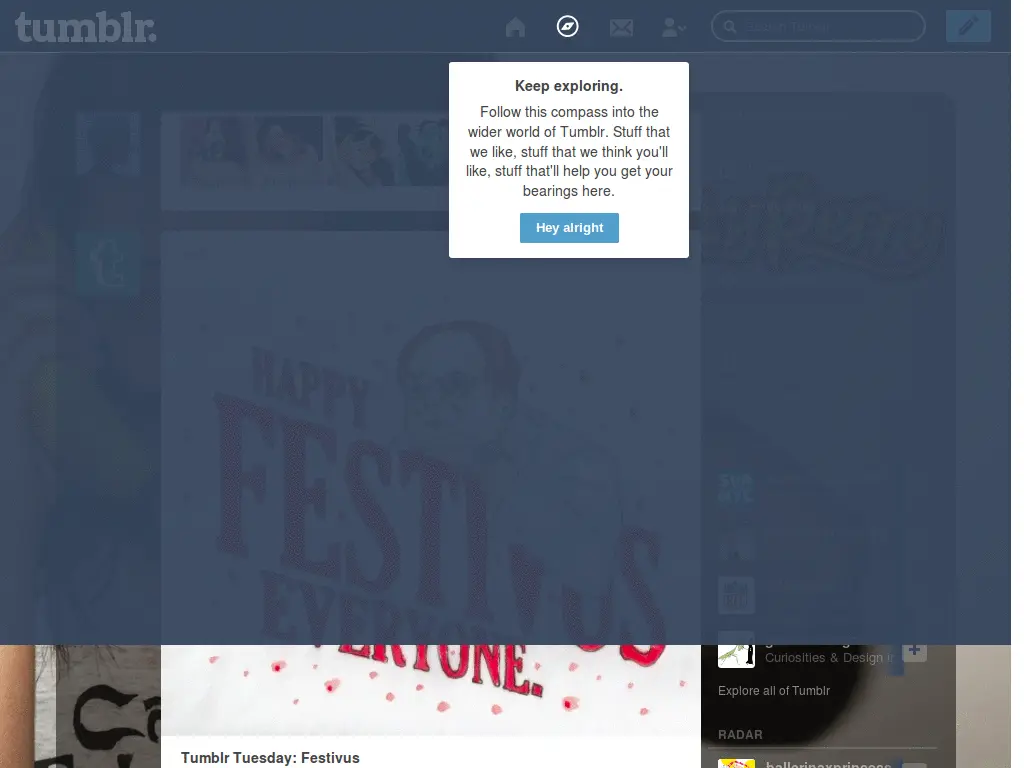 tumblr.
Search Tumblr
Keep exploring.
Follow this compass into the
wider world of Tumblr. Stuff that
we like, stuff that we think you'll
like, stuff that'll help you get your
bearings here.
Hey alright
HAPPY
FESTIVUS
EVERYONE.
Curiosities & Design
Explore all of Tumblr
RADAR
ballerinaxprincess
Tumblr Tuesday: Festivus